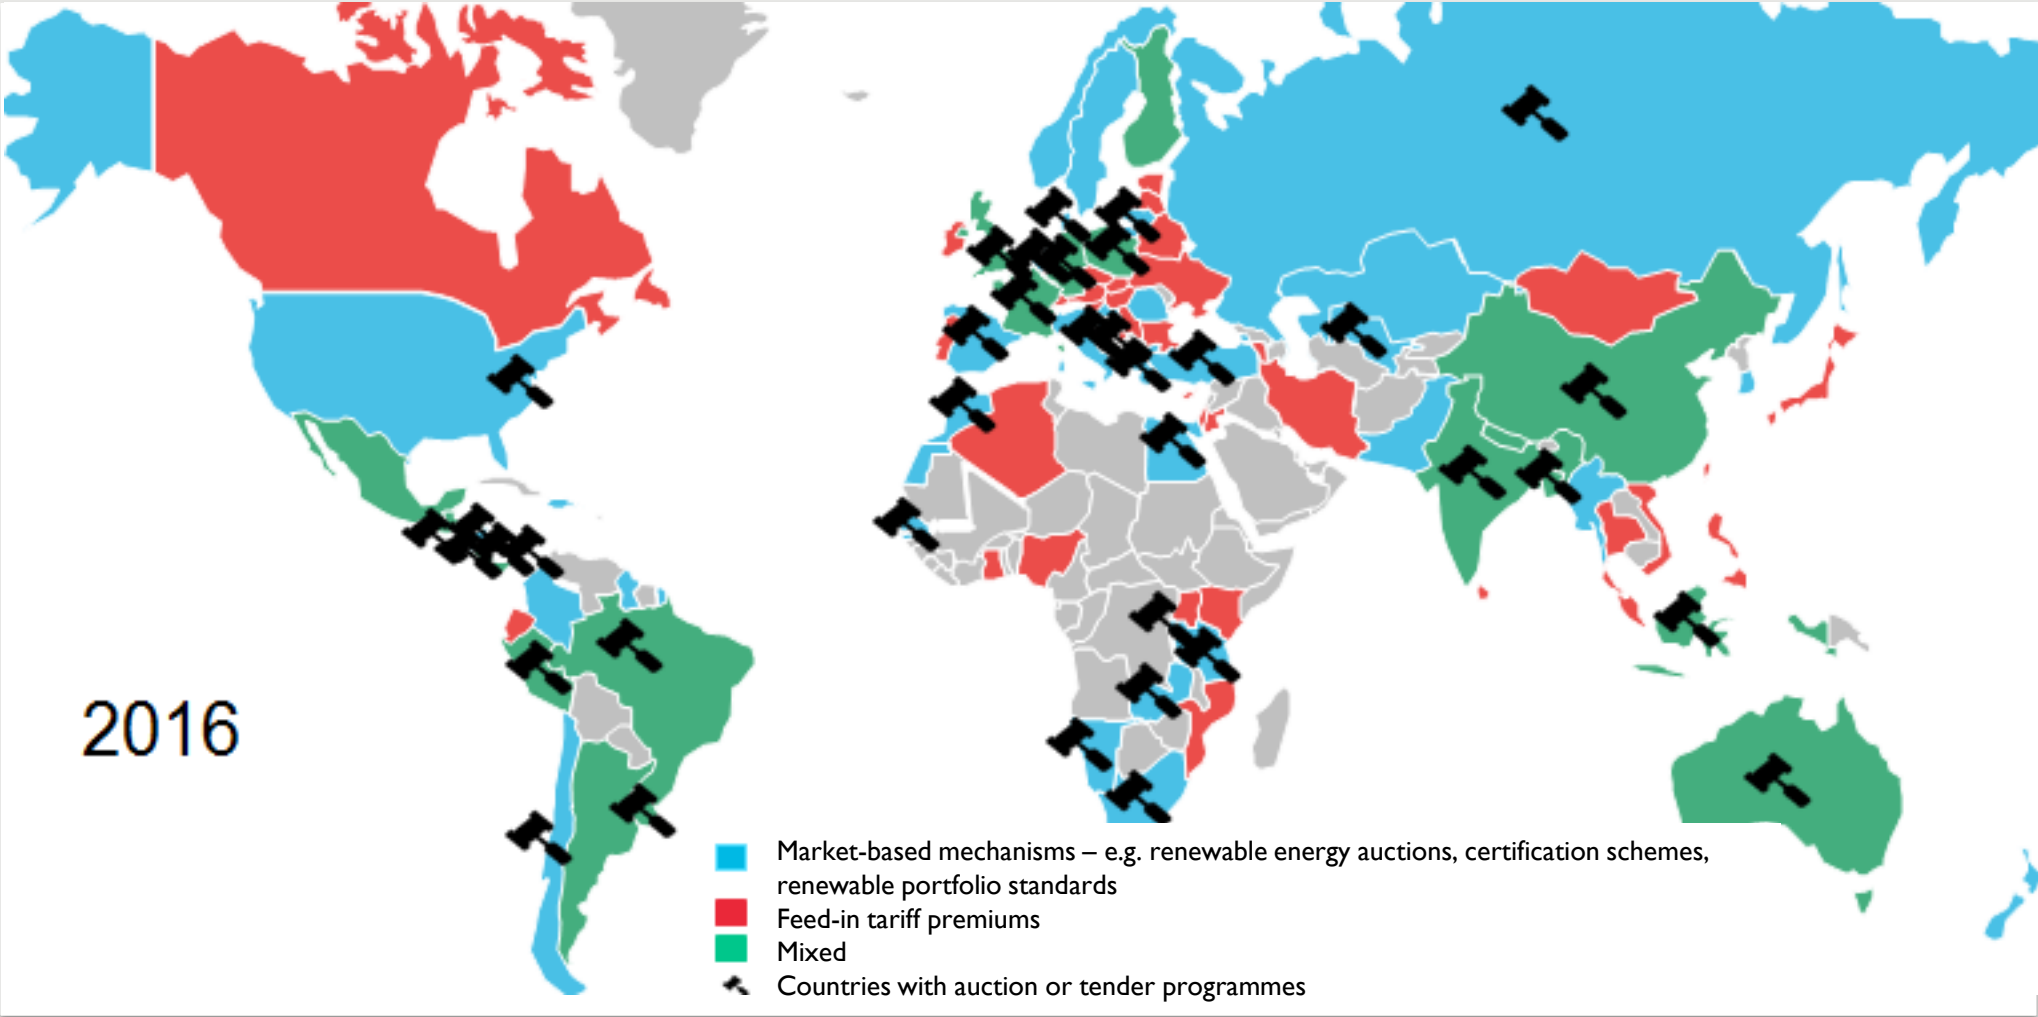 2016
Market-based mechanisms – e.g. renewable energy auctions, certification schemes,
renewable portfolio standards
Feed-in tariff premiums
Mixed
Countries with auction or tender programmes